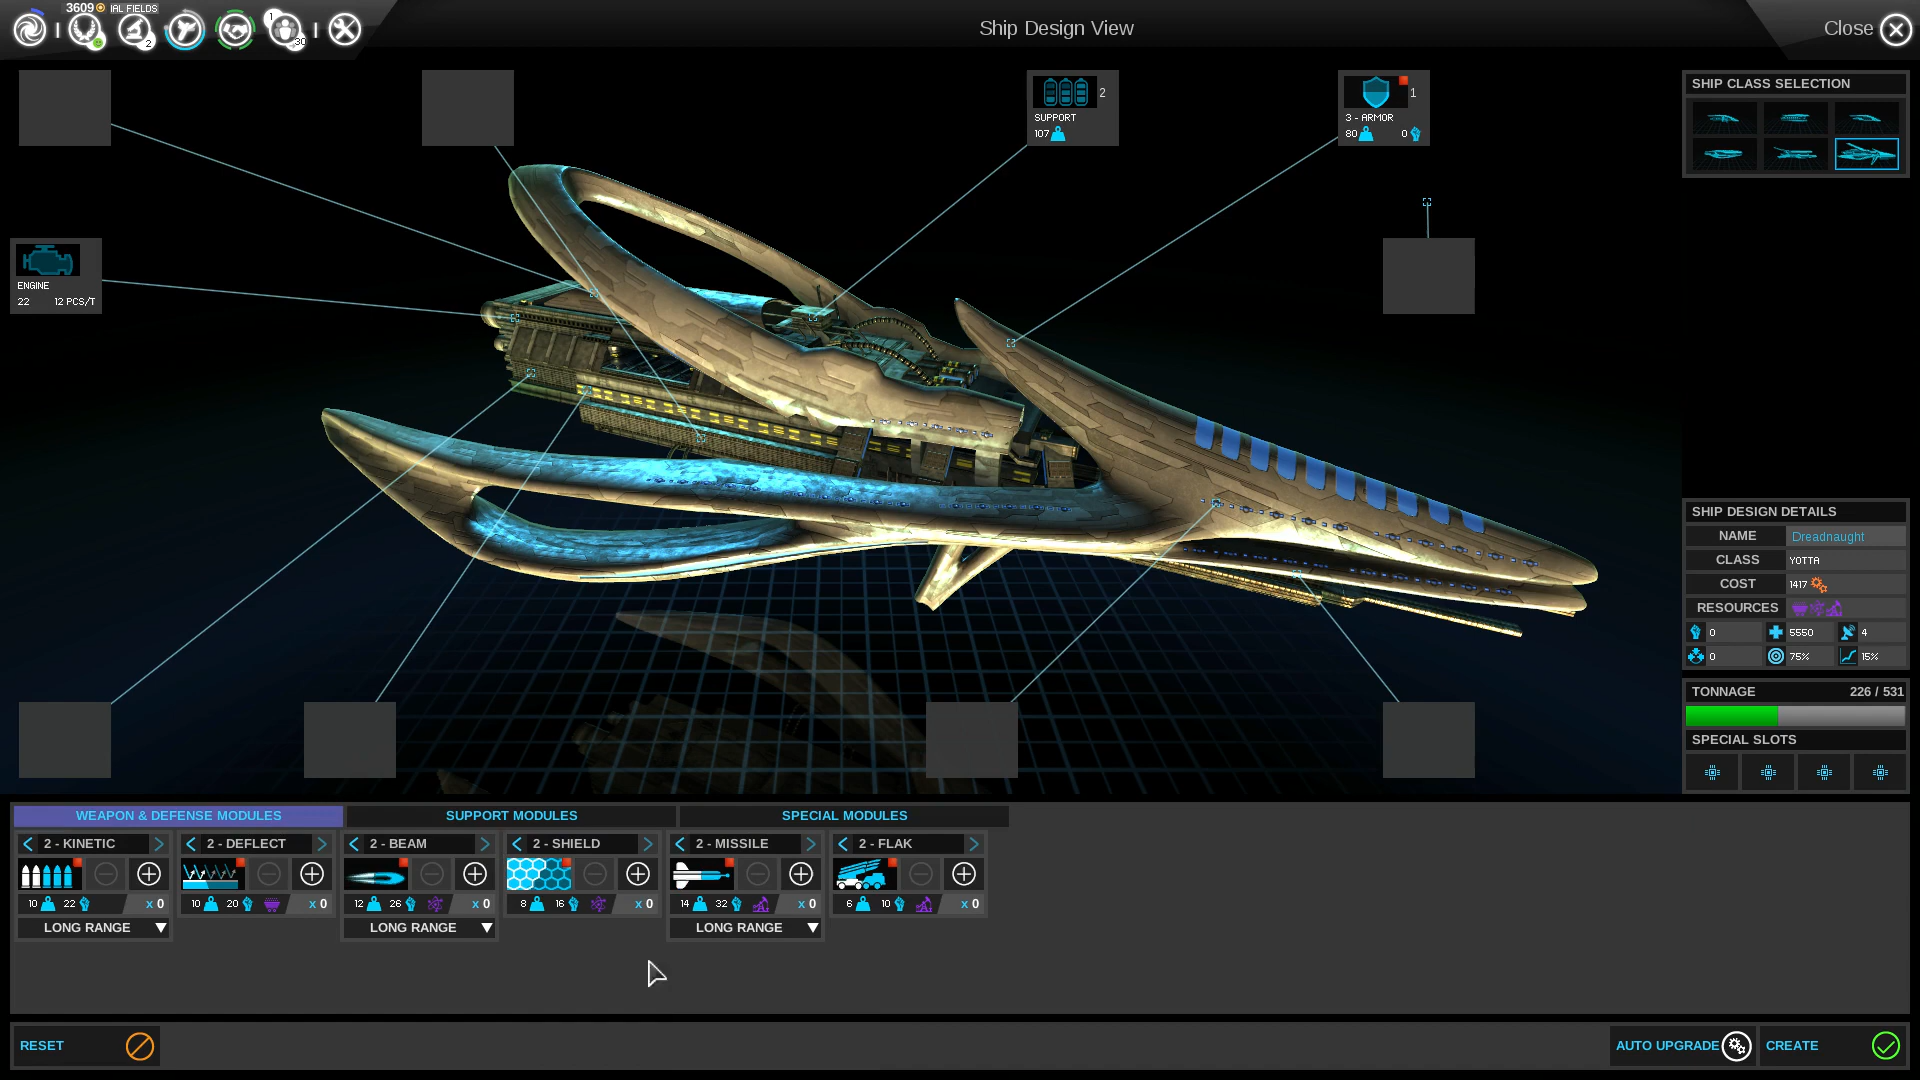 3609 IAL FIELDS
2
1
30
Ship Design View
Close
2
SUPPORT
107
1
3 - ARMOR
80 0
ENGINE
22 12 PCS/T
SHIP CLASS SELECTION
SHIP DESIGN DETAILS
NAME Dreadnaught
CLASS YOTTA
COST 1417
RESOURCES
0 5550 4
0 75% 15%
TONNAGE 226 / 531
SPECIAL SLOTS
WEAPON & DEFENSE MODULES SUPPORT MODULES SPECIAL MODULES
2 - KINETIC 2 - DEFLECT 2 - BEAM 2 - SHIELD 2 - MISSILE 2 - FLAK
10 22 x 0 10 20 x 0 12 26 x 0 8 16 x 0 14 32 x 0 6 10 x 0
LONG RANGE LONG RANGE LONG RANGE
RESET AUTO UPGRADE CREATE